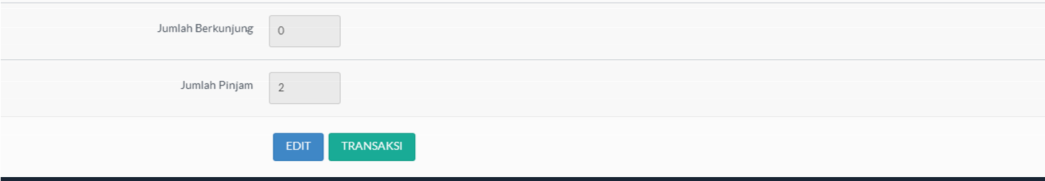 Jumlah Berkunjung 0
Jumlah Pinjam 2
EDIT TRANSAKSI